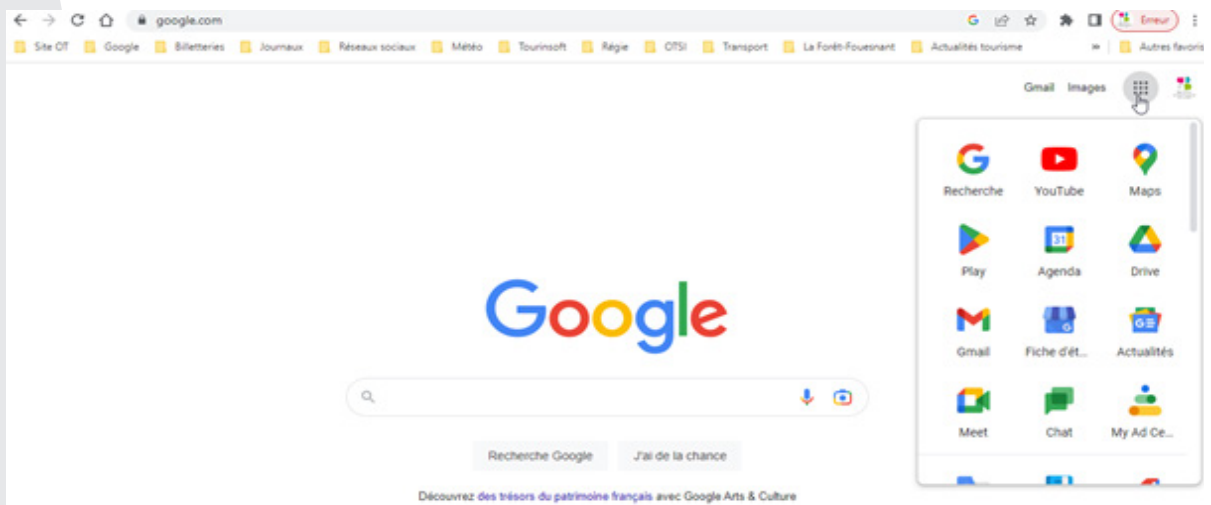 google.com Erreur
Site OT Google Billetteries Journaux Réseaux sociaux Météo Tourinsoft Régie OTSI Transport La Forêt-Fouesnant Actualités tourisme » Autres favoris
Gmail Images
Recherche YouTube Maps
31
Play Agenda Drive
Gmail Fiche d'ét... Actualités
Meet Chat My Ad Ce...
Google
Recherche Google J'ai de la chance
Découvrez des trésors du patrimoine français avec Google Arts & Culture